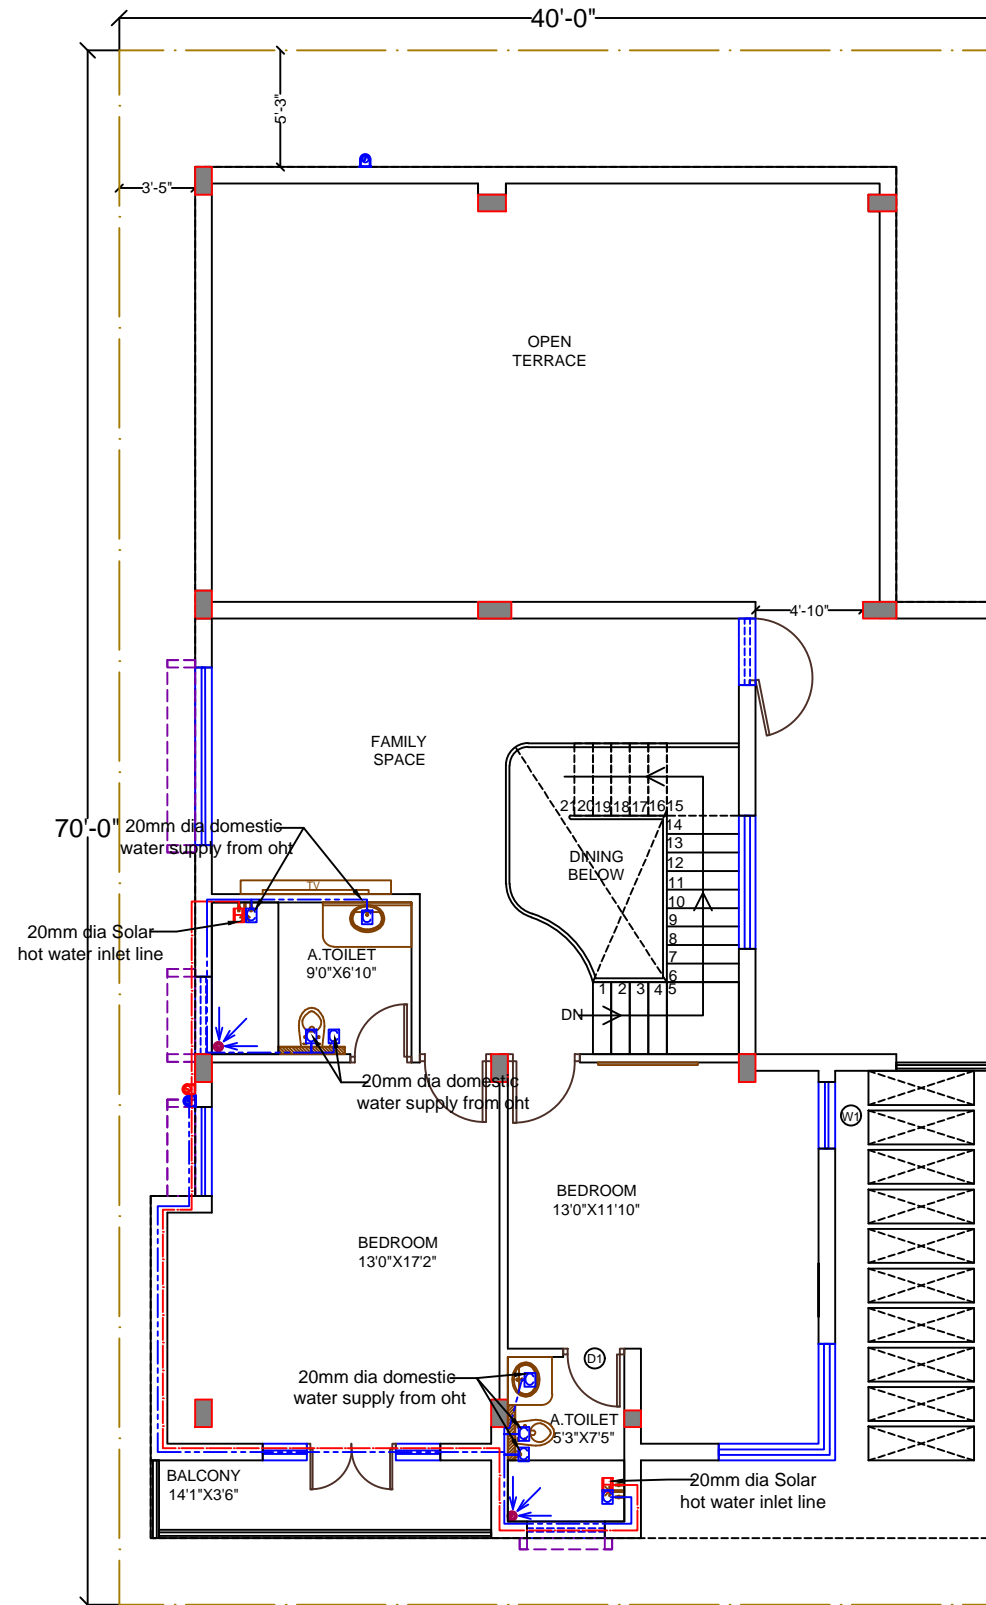 40'-0"
5'-3"
3'-5"
OPEN
TERRACE
4'-10"
FAMILY
SPACE
70'-0"
20mm dia domestic
water supply from oht
21 20 19 18 17 16 15
14
13
12
11
10
9
8
7
6
DINING
BELOW
TV
20mm dia Solar
hot water inlet line
A.TOILET
9'0"X6'10"
1 2 3 4 5
DN
20mm dia domestic
water supply from oht
W1
BEDROOM
13'0"X11'10"
BEDROOM
13'0"X17'2"
D1
20mm dia domestic
water supply from oht
A.TOILET
5'3"X7'5"
BALCONY
14'1"X3'6"
20mm dia Solar
hot water inlet line